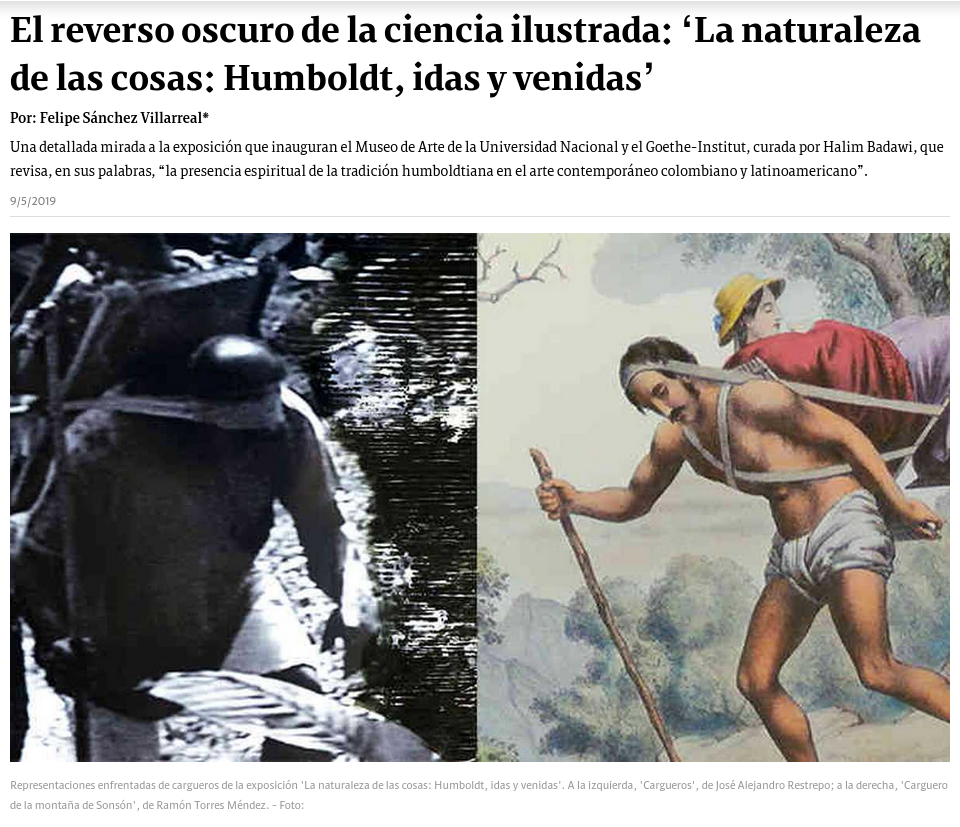 El reverso oscuro de la ciencia ilustrada: ‘La naturaleza
de las cosas: Humboldt, idas y venidas’
Por: Felipe Sánchez Villarreal*
Una detallada mirada a la exposición que inauguran el Museo de Arte de la Universidad Nacional y el Goethe-Institut, curada por Halim Badawi, que
revisa, en sus palabras, “la presencia espiritual de la tradición humboldtiana en el arte contemporáneo colombiano y latinoamericano”.
9/5/2019
Representaciones enfrentadas de cargueros de la exposición 'La naturaleza de las cosas: Humboldt, idas y venidas'. A la izquierda, 'Cargueros', de José Alejandro Restrepo; a la derecha, 'Carguero
de la montaña de Sonsón', de Ramón Torres Méndez. - Foto: